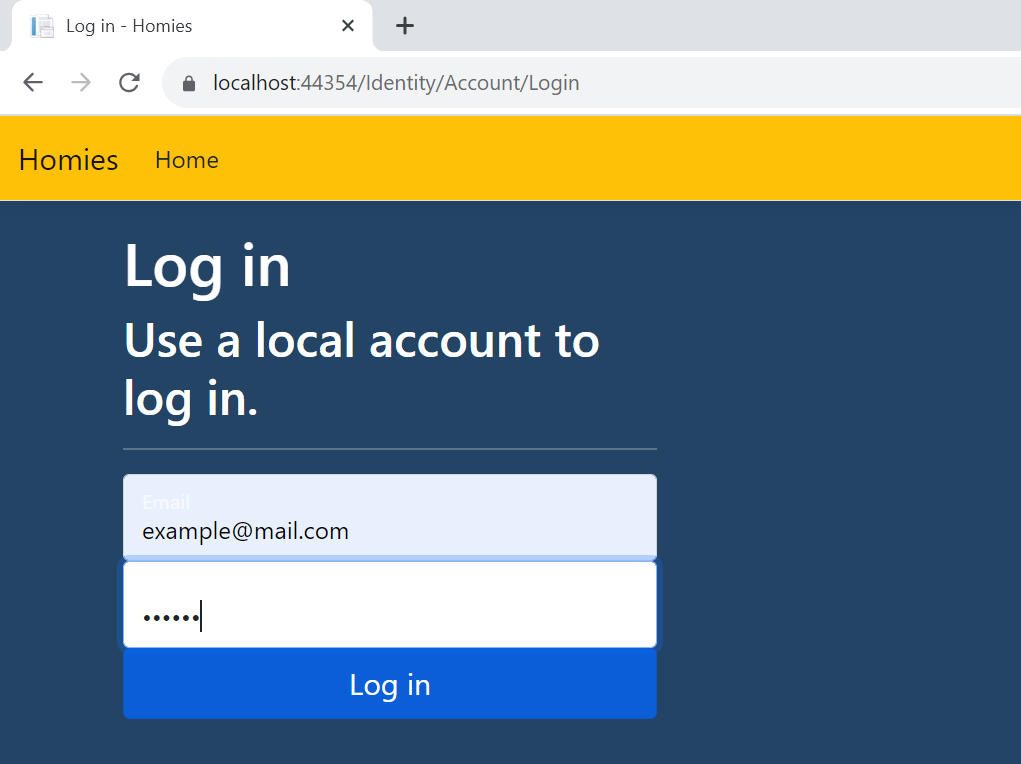 Log in - Homies
localhost:44354/Identity/Account/Login
Homies Home
Log in
Use a local account to
log in.
Email
example@mail.com
••••••
Log in